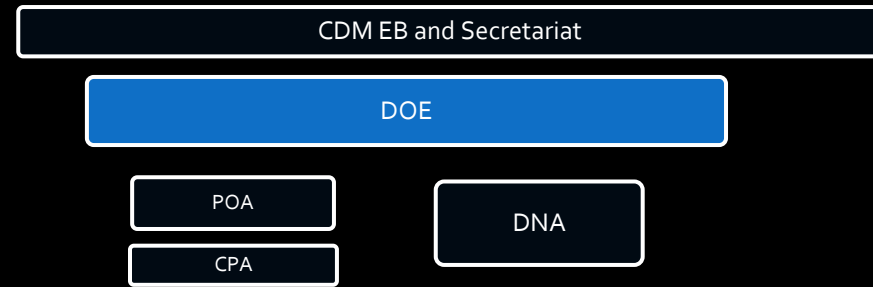 CDM EB and Secretariat
DOE
POA
DNA
CPA